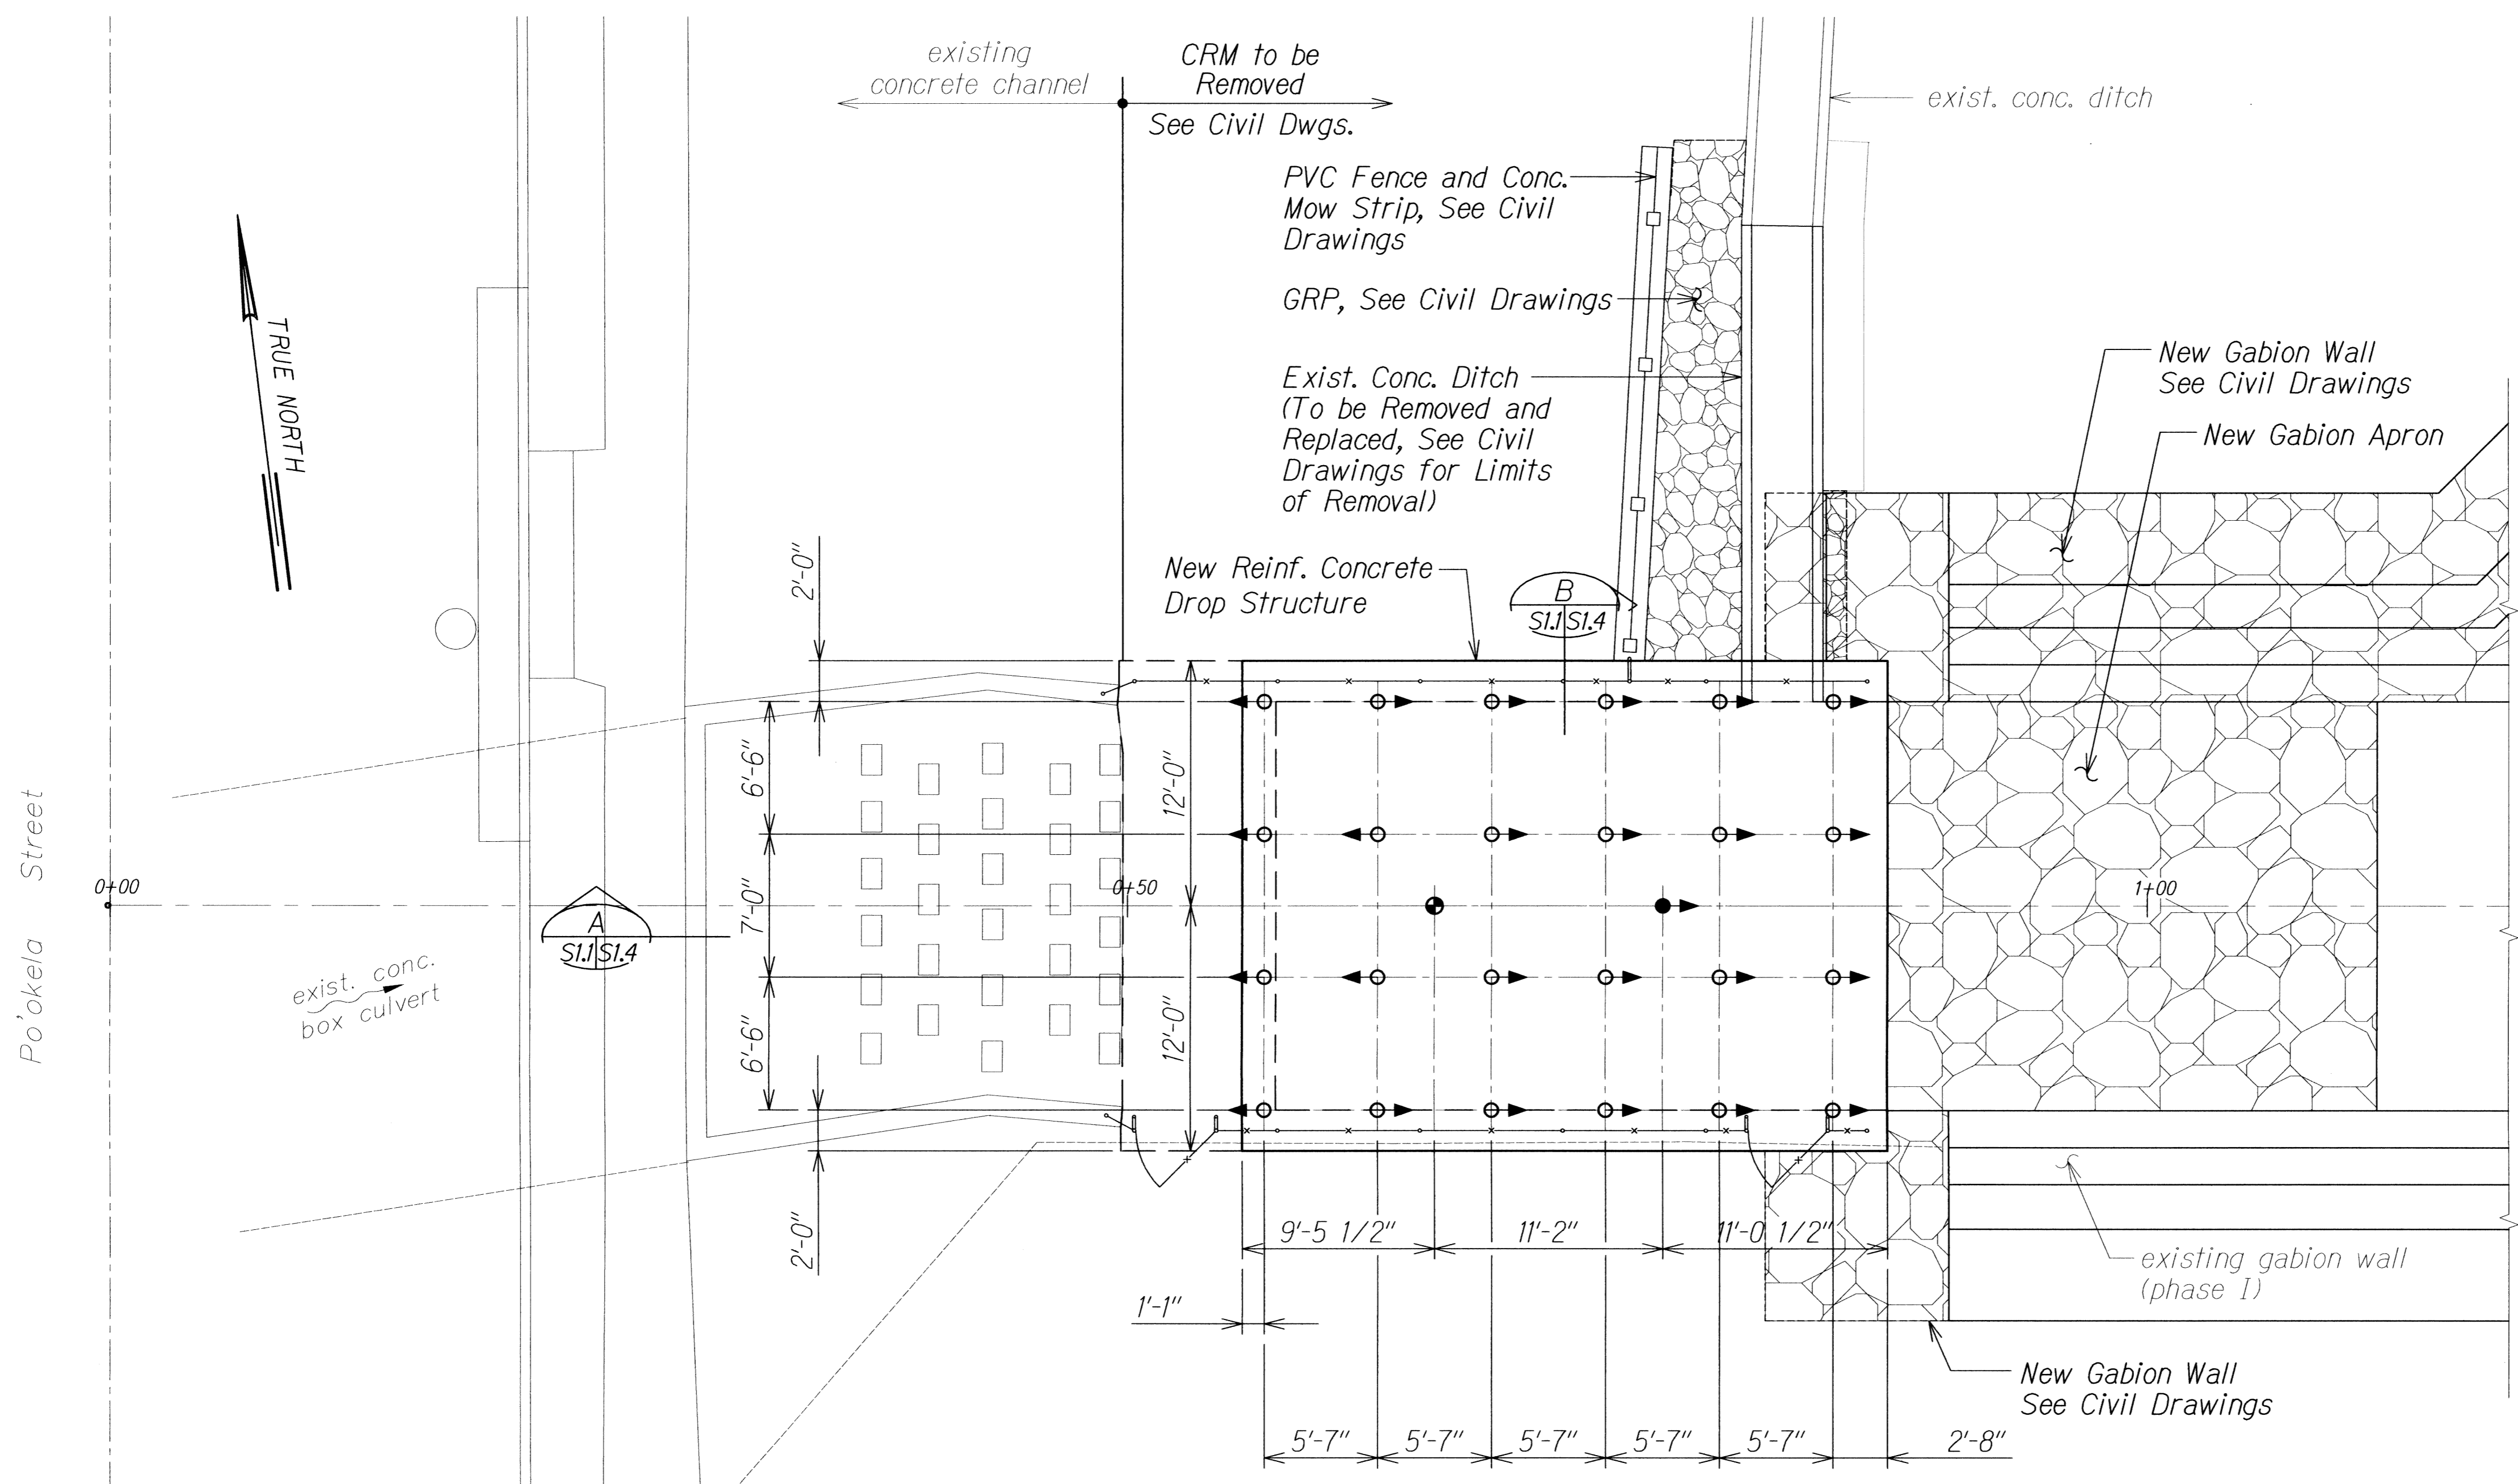 existing
concrete channel
CRM to be
Removed
See Civil Dwgs.
exist. conc. ditch
PVC Fence and Conc.
Mow Strip, See Civil
Drawings
GRP, See Civil Drawings
Exist. Conc. Ditch
(To be Removed and
Replaced, See Civil
Drawings for Limits
of Removal)
New Gabion Wall
See Civil Drawings
New Gabion Apron
TRUE NORTH
New Reinf. Concrete
Drop Structure
B
S1.1 S1.4
2'-0"
6'-6"
7'-0"
6'-6"
2'-0"
12'-0"
12'-0"
Po'okela Street
0+00
0+50
1+00
A
S1.1 S1.4
exist. conc.
box culvert
9'-5 1/2"
11'-2"
11'-0 1/2"
1'-1"
existing gabion wall
(phase I)
New Gabion Wall
See Civil Drawings
5'-7"
5'-7"
5'-7"
5'-7"
5'-7"
2'-8"